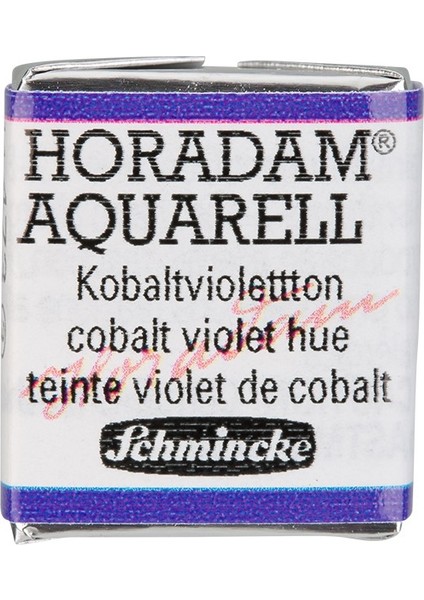 HORADAM®
AQUARELL
Kobaltviolettton
cobalt violet hue
teinte violet de cobalt
Schmincke